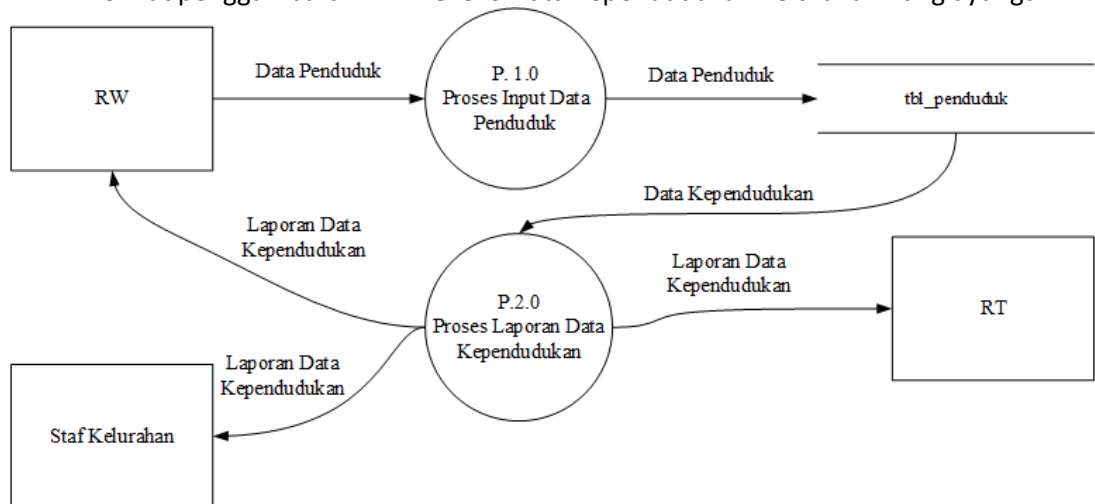 Data Penduduk
P. 1.0
Proses Input Data
Penduduk
Data Penduduk
RW
tbl_penduduk
Data Kependudukan
Laporan Data
Kependudukan
Laporan Data
Kependudukan
P.2.0
Proses Laporan Data
Kependudukan
RT
Laporan Data
Kependudukan
Staf Kelurahan